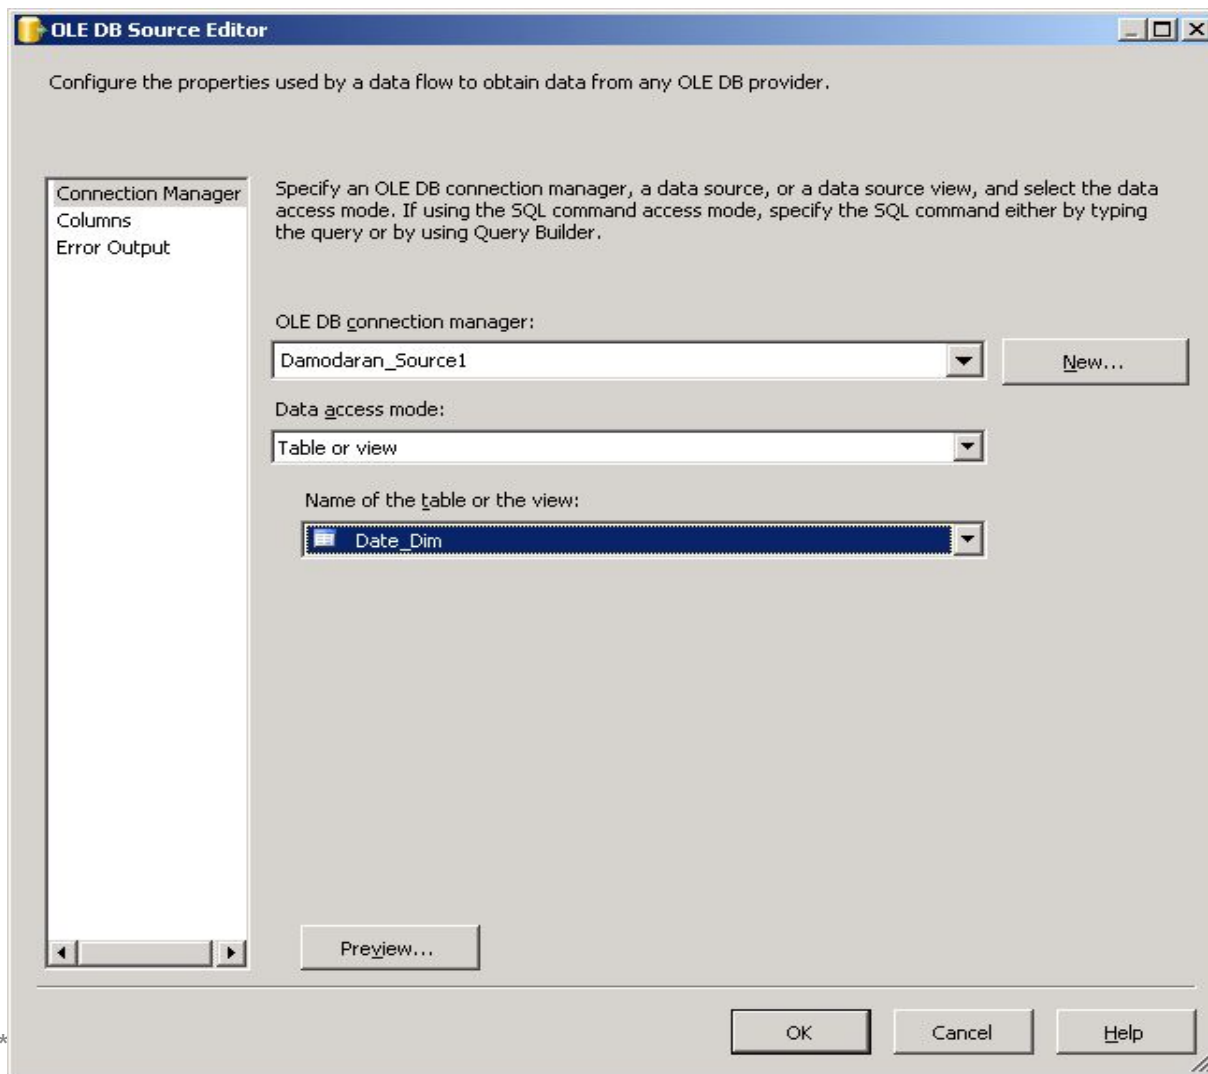 OLE DB Source Editor
Configure the properties used by a data flow to obtain data from any OLE DB provider.
Connection Manager
Columns
Error Output
Specify an OLE DB connection manager, a data source, or a data source view, and select the data
access mode. If using the SQL command access mode, specify the SQL command either by typing
the query or by using Query Builder.
OLE DB connection manager:
Damodaran_Source1
New...
Data access mode:
Table or view
Name of the table or the view:
Date_Dim
Preview...
*
OK
Cancel
Help